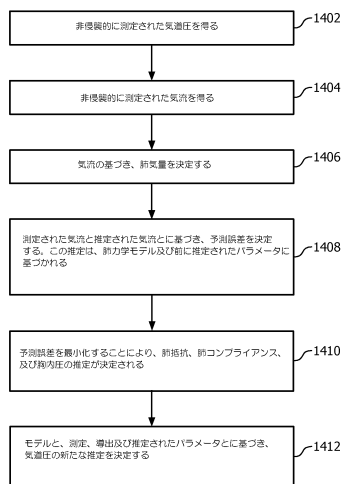 非侵襲的に測定された気道圧を得る
1402
非侵襲的に測定された気流を得る
1404
気流の基づき、肺気量を決定する
1406
測定された気流と推定された気流とに基づき、予測誤差を決定
する。この推定は、肺力学モデル及び前に推定されたパラメータに
基づかれる
1408
予測誤差を最小化することにより、肺抵抗、肺コンプライアンス、
及び胸内圧の推定が決定される
1410
モデルと、測定、導出及び推定されたパラメータとに基づき、
気道圧の新たな推定を決定する
1412